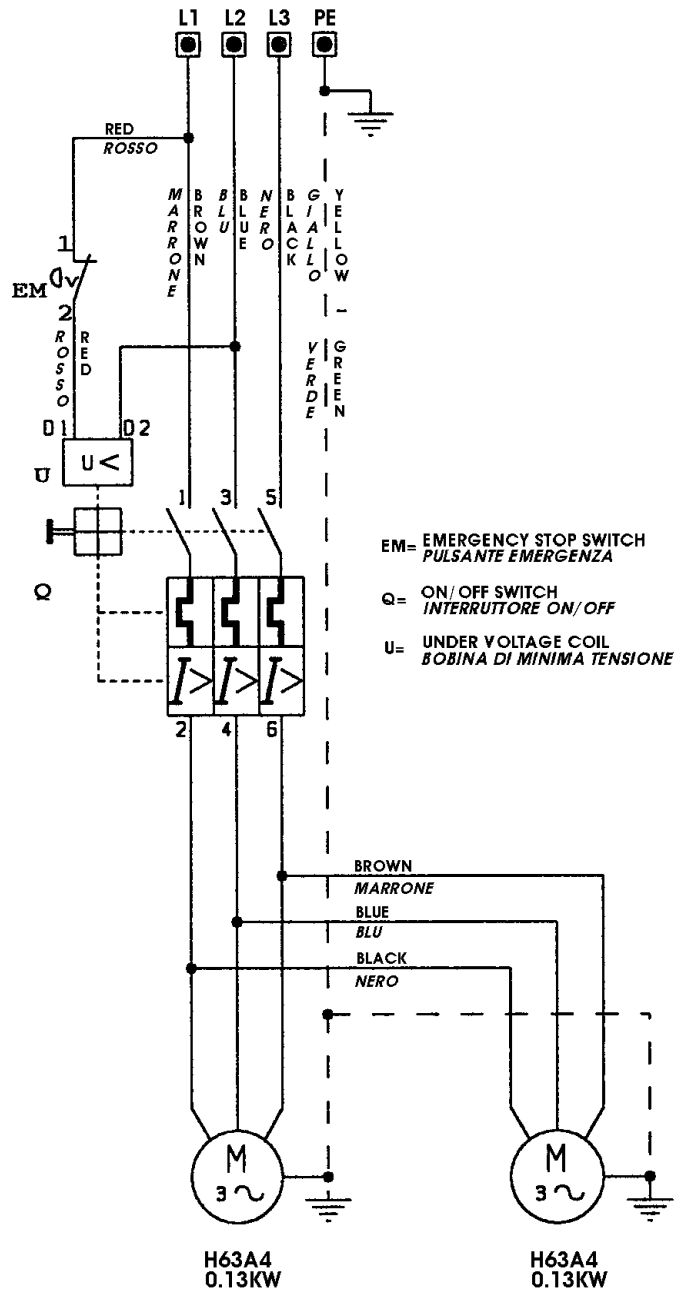 L1 L2 L3 PE
RED
ROSSO
MARRONE
BROWN
BLU
BLUE
NERO
BLACK
GIALLO
YELLOW -
VERDE
GREEN
1
EM
2
ROSSO
RED
D1 D2
U<
U
1 3 5
Q
EM= EMERGENCY STOP SWITCH
PULSANTE EMERGENZA
Q= ON/OFF SWITCH
INTERRUTTORE ON/OFF
U= UNDER VOLTAGE COIL
BOBINA DI MINIMA TENSIONE
I> I> I>
2 4 6
BROWN
MARRONE
BLUE
BLU
BLACK
NERO
M
3~
M
3~
H63A4
0.13KW
H63A4
0.13KW